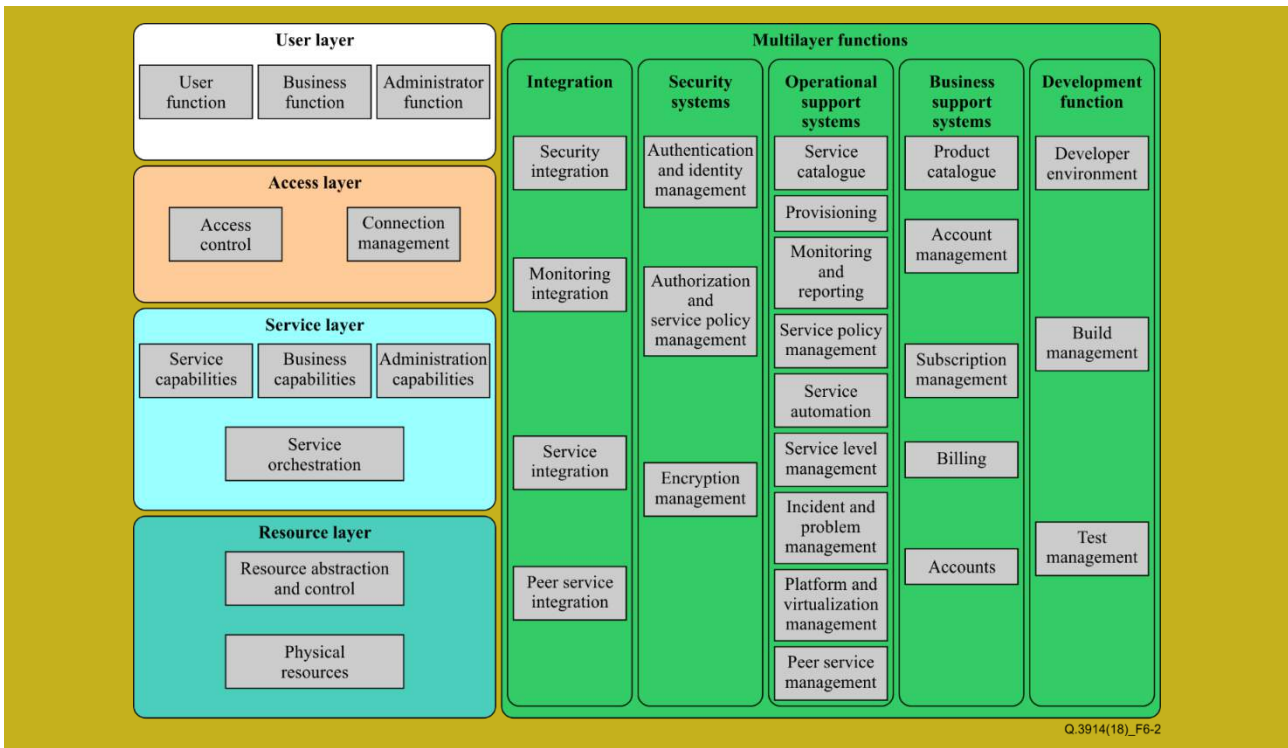 User layer
User
function
Business
function
Administrator
function
Access layer
Access
control
Connection
management
Service layer
Service
capabilities
Business
capabilities
Administration
capabilities
Service
orchestration
Resource layer
Resource abstraction
and control
Physical
resources
Multilayer functions
Integration
Security
integration
Monitoring
integration
Service
integration
Peer service
integration
Security
systems
Authentication
and identity
management
Authorization
and
service policy
management
Encryption
management
Operational
support
systems
Service
catalogue
Provisioning
Monitoring
and
reporting
Service policy
management
Service
automation
Service level
management
Incident and
problem
management
Platform and
virtualization
management
Peer service
management
Business
support
systems
Product
catalogue
Account
management
Subscription
management
Billing
Accounts
Development
function
Developer
environment
Build
management
Test
management
Q.3914(18)_F6-2